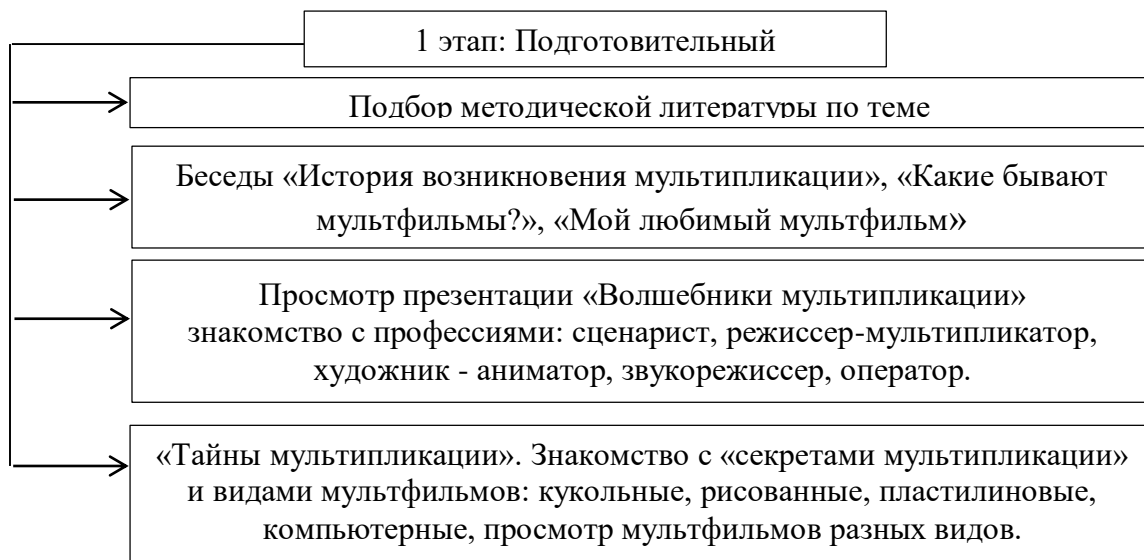 1 этап: Подготовительный
Подбор методической литературы по теме
Беседы «История возникновения мультипликации», «Какие бывают
мультфильмы?», «Мой любимый мультфильм»
Просмотр презентации «Волшебники мультипликации»
знакомство с профессиями: сценарист, режиссер-мультипликатор,
художник - аниматор, звукорежиссер, оператор.
«Тайны мультипликации». Знакомство с «секретами мультипликации»
и видами мультфильмов: кукольные, рисованные, пластилиновые,
компьютерные, просмотр мультфильмов разных видов.